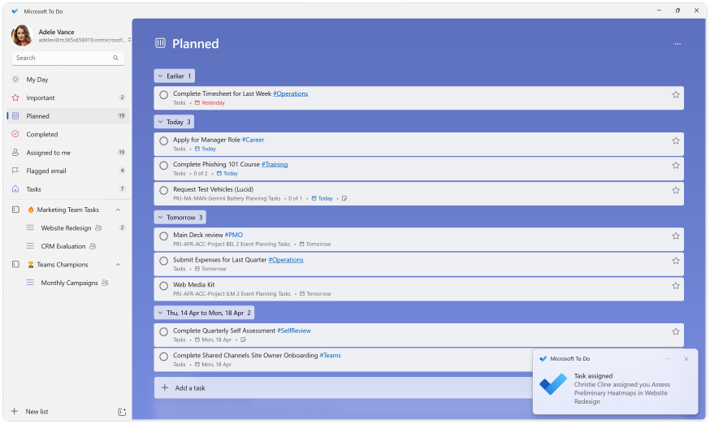 Microsoft To Do
Adele Vance
adelev@m365x656919.onmicrosof...
Search
My Day
Important 2
Planned 19
Completed
Assigned to me 19
Flagged email 4
Tasks 7
Marketing Team Tasks
Website Redesign 2
CRM Evaluation
Teams Champions
Monthly Campaigns
New list
Planned
Earlier 1
Complete Timesheet for Last Week #Operations
Tasks • Yesterday
Today 3
Apply for Manager Role #Career
Tasks • Today
Complete Phishing 101 Course #Training
Tasks • 0 of 2 • Today
Request Test Vehicles (Lucid)
PRJ-NA-MAN-Gemini Battery Planning Tasks • 0 of 1 • Today •
Tomorrow 3
Main Deck review #PMO
PRJ-AFR-ACC-Project BEL 2 Event Planning Tasks • Tomorrow
Submit Expenses for Last Quarter #Operations
Tasks • Tomorrow
Web Media Kit
PRJ-AFR-ACC-Project ILM 2 Event Planning Tasks • Tomorrow
Thu, 14 Apr to Mon, 18 Apr 2
Complete Quarterly Self Assessment #SelfReview
Tasks • Mon, 18 Apr •
Complete Shared Channels Site Owner Onboarding #Teams
Tasks • Mon, 18 Apr
Add a task
Microsoft To Do
Task assigned
Christie Cline assigned you Assess
Preliminary Heatmaps in Website
Redesign